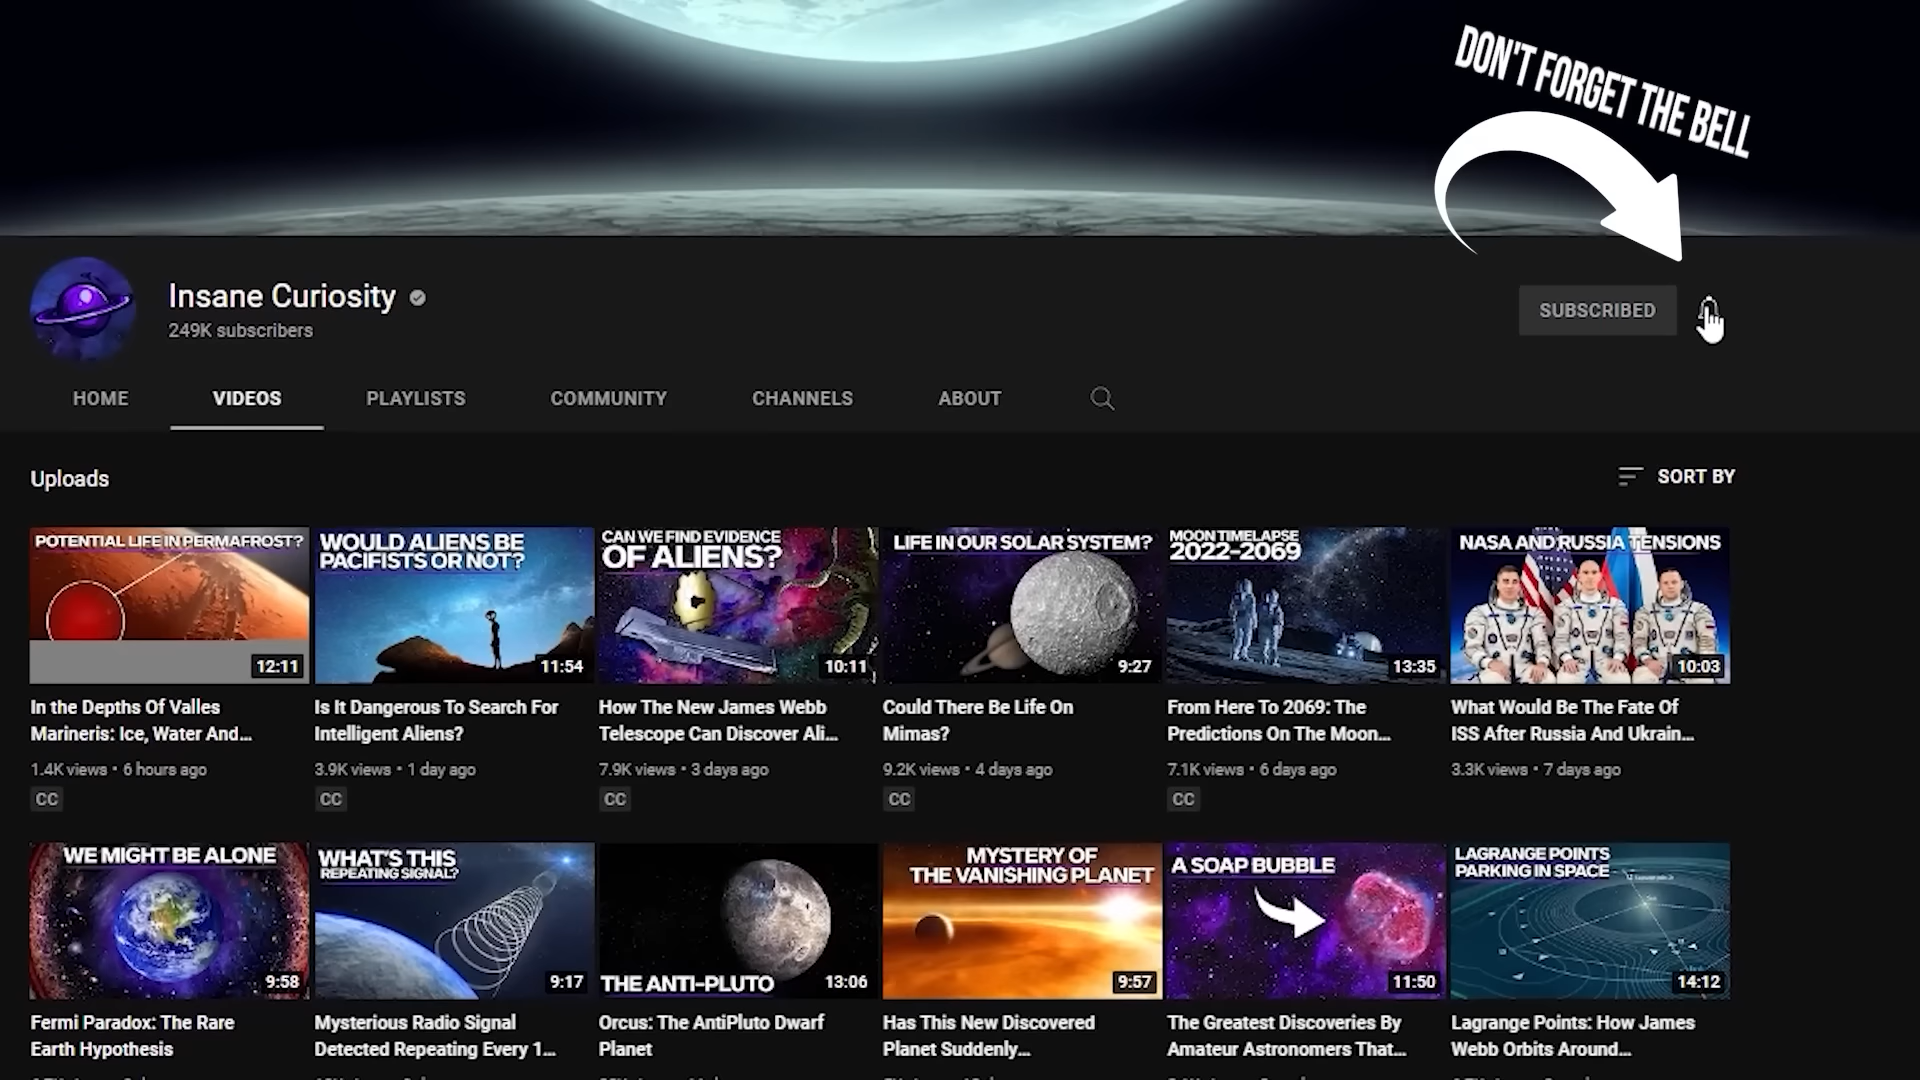 DON'T FORGET THE BELL
Insane Curiosity
249K subscribers
SUBSCRIBED
HOME
VIDEOS
PLAYLISTS
COMMUNITY
CHANNELS
ABOUT
Uploads
SORT BY
POTENTIAL LIFE IN PERMAFROST?
12:11
In the Depths Of Valles
Marineris: Ice, Water And...
1.4K views • 6 hours ago
CC
WOULD ALIENS BE
PACIFISTS OR NOT?
11:54
Is It Dangerous To Search For
Intelligent Aliens?
3.9K views • 1 day ago
CC
CAN WE FIND EVIDENCE
OF ALIENS?
10:11
How The New James Webb
Telescope Can Discover Ali...
7.9K views • 3 days ago
CC
LIFE IN OUR SOLAR SYSTEM?
9:27
Could There Be Life On
Mimas?
9.2K views • 4 days ago
CC
MOON TIMELAPSE
2022-2069
13:35
From Here To 2069: The
Predictions On The Moon...
7.1K views • 6 days ago
CC
NASA AND RUSSIA TENSIONS
10:03
What Would Be The Fate Of
ISS After Russia And Ukrain...
3.3K views • 7 days ago
WE MIGHT BE ALONE
9:58
Fermi Paradox: The Rare
Earth Hypothesis
WHAT'S THIS
REPEATING SIGNAL?
9:17
Mysterious Radio Signal
Detected Repeating Every 1...
THE ANTI-PLUTO
13:06
Orcus: The AntiPluto Dwarf
Planet
MYSTERY OF
THE VANISHING PLANET
9:57
Has This New Discovered
Planet Suddenly...
A SOAP BUBBLE
11:50
The Greatest Discoveries By
Amateur Astronomers That...
LAGRANGE POINTS
PARKING IN SPACE
14:12
Lagrange Points: How James
Webb Orbits Around...